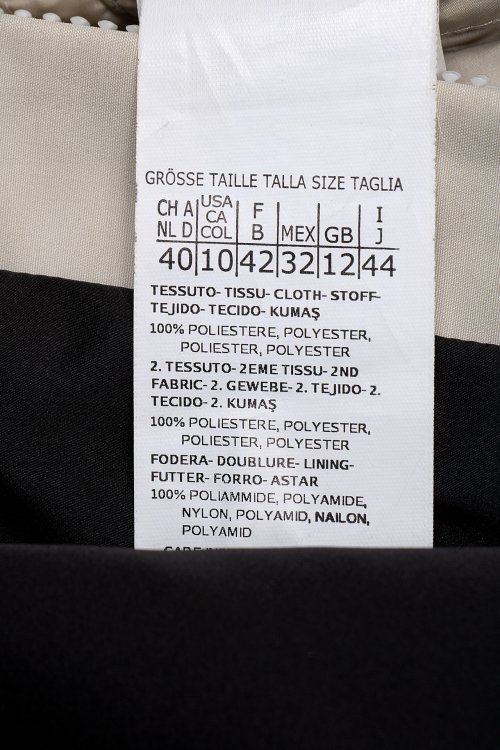 GRÖSSE TAILLE TALLA SIZE TAGLIA
CH A USA F I
NL D CA B MEX GB J
COL
40 10 42 32 12 44
TESSUTO- TISSU- CLOTH- STOFF-
TEJIDO- TECIDO- KUMAŞ
100% POLIESTERE, POLYESTER,
POLIESTER, POLYESTER
2. TESSUTO- 2EME TISSU- 2ND
FABRIC- 2. GEWEBE- 2. TEJIDO- 2.
TECIDO- 2. KUMAŞ
100% POLIESTERE, POLYESTER,
POLIESTER, POLYESTER
FODERA- DOUBLURE- LINING-
FUTTER- FORRO- ASTAR
100% POLIAMMIDE, POLYAMIDE,
NYLON, POLYAMID, NAILON,
POLYAMID